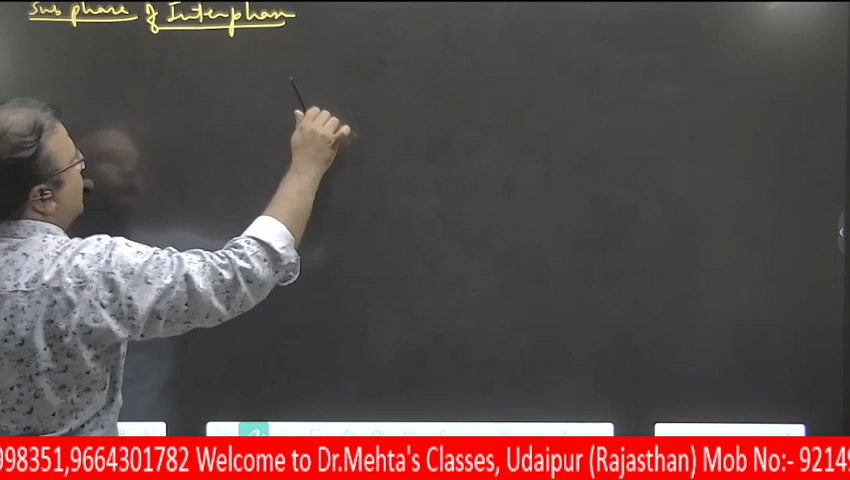 Sub phase of Interphase
998351,9664301782 Welcome to Dr.Mehta's Classes, Udaipur (Rajasthan) Mob No:- 92149